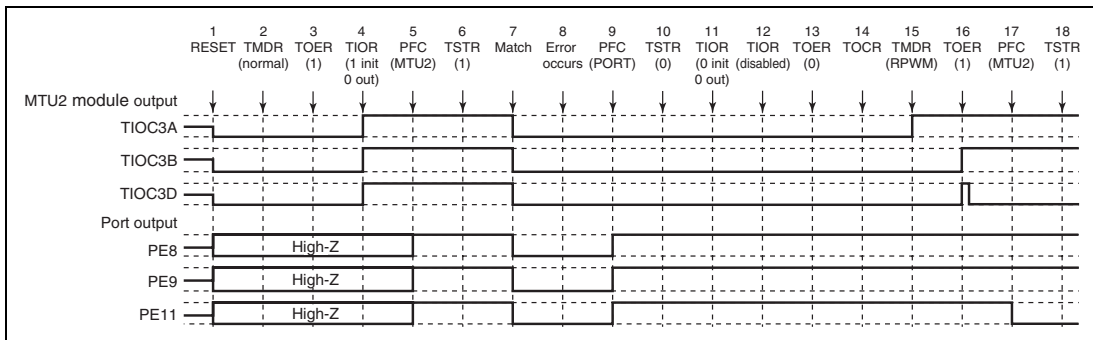 1 2 3 4 5 6 7 8 9 10 11 12 13 14 15 16 17 18
RESET TMDR TOER TIOR PFC TSTR Match Error PFC TSTR TIOR TIOR TOER TOCR TMDR TOER PFC TSTR
(normal) (1) (1 init (MTU2) (1) occurs (PORT) (0) (0 init (disabled) (0) (RPWM) (1) (MTU2) (1)
0 out) 0 out)
MTU2 module output
TIOC3A
TIOC3B
TIOC3D
Port output
PE8 High-Z
PE9 High-Z
PE11 High-Z